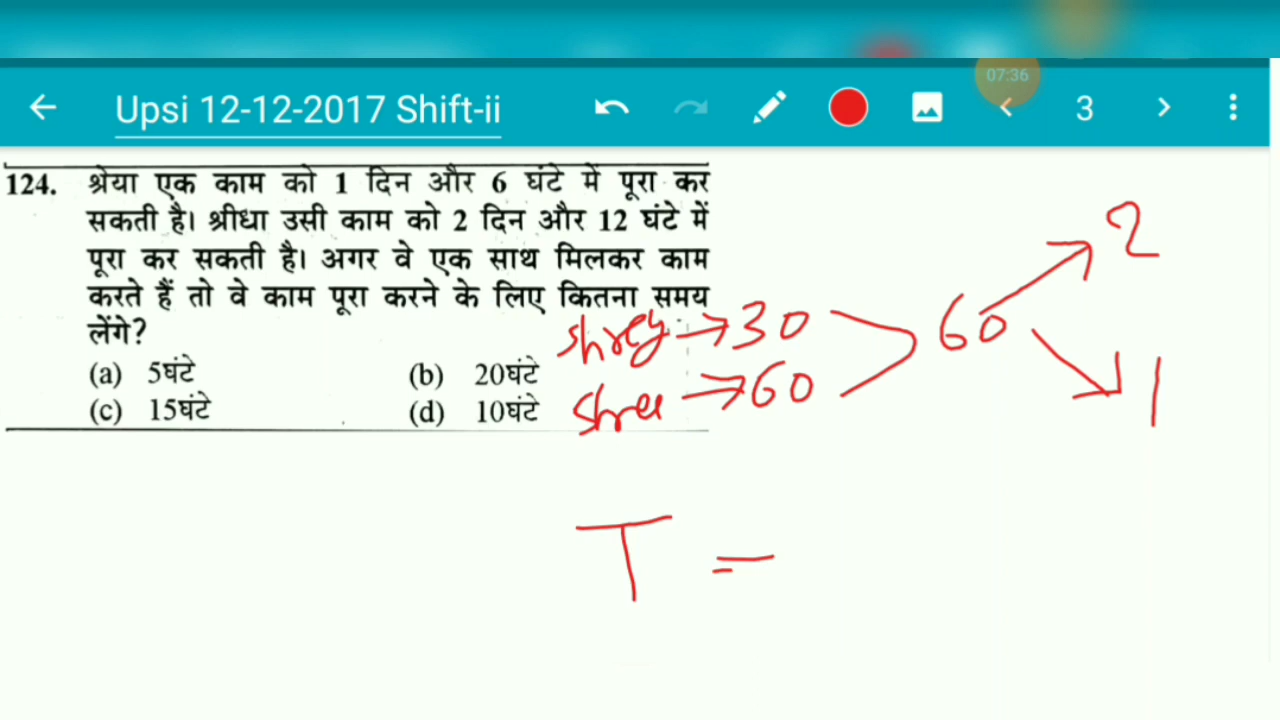 07:36
Upsi 12-12-2017 Shift-ii
3
124. श्रेया एक काम को 1 दिन और 6 घंटे में पूरा कर
सकती है। श्रीधा उसी काम को 2 दिन और 12 घंटे में
पूरा कर सकती है। अगर वे एक साथ मिलकर काम
करते हैं तो वे काम पूरा करने के लिए कितना समय
लेंगे?
(a) 5घंटे (b) 20घंटे
(c) 15घंटे (d) 10घंटे
shrey → 30
shree → 60
60
2
1
T =